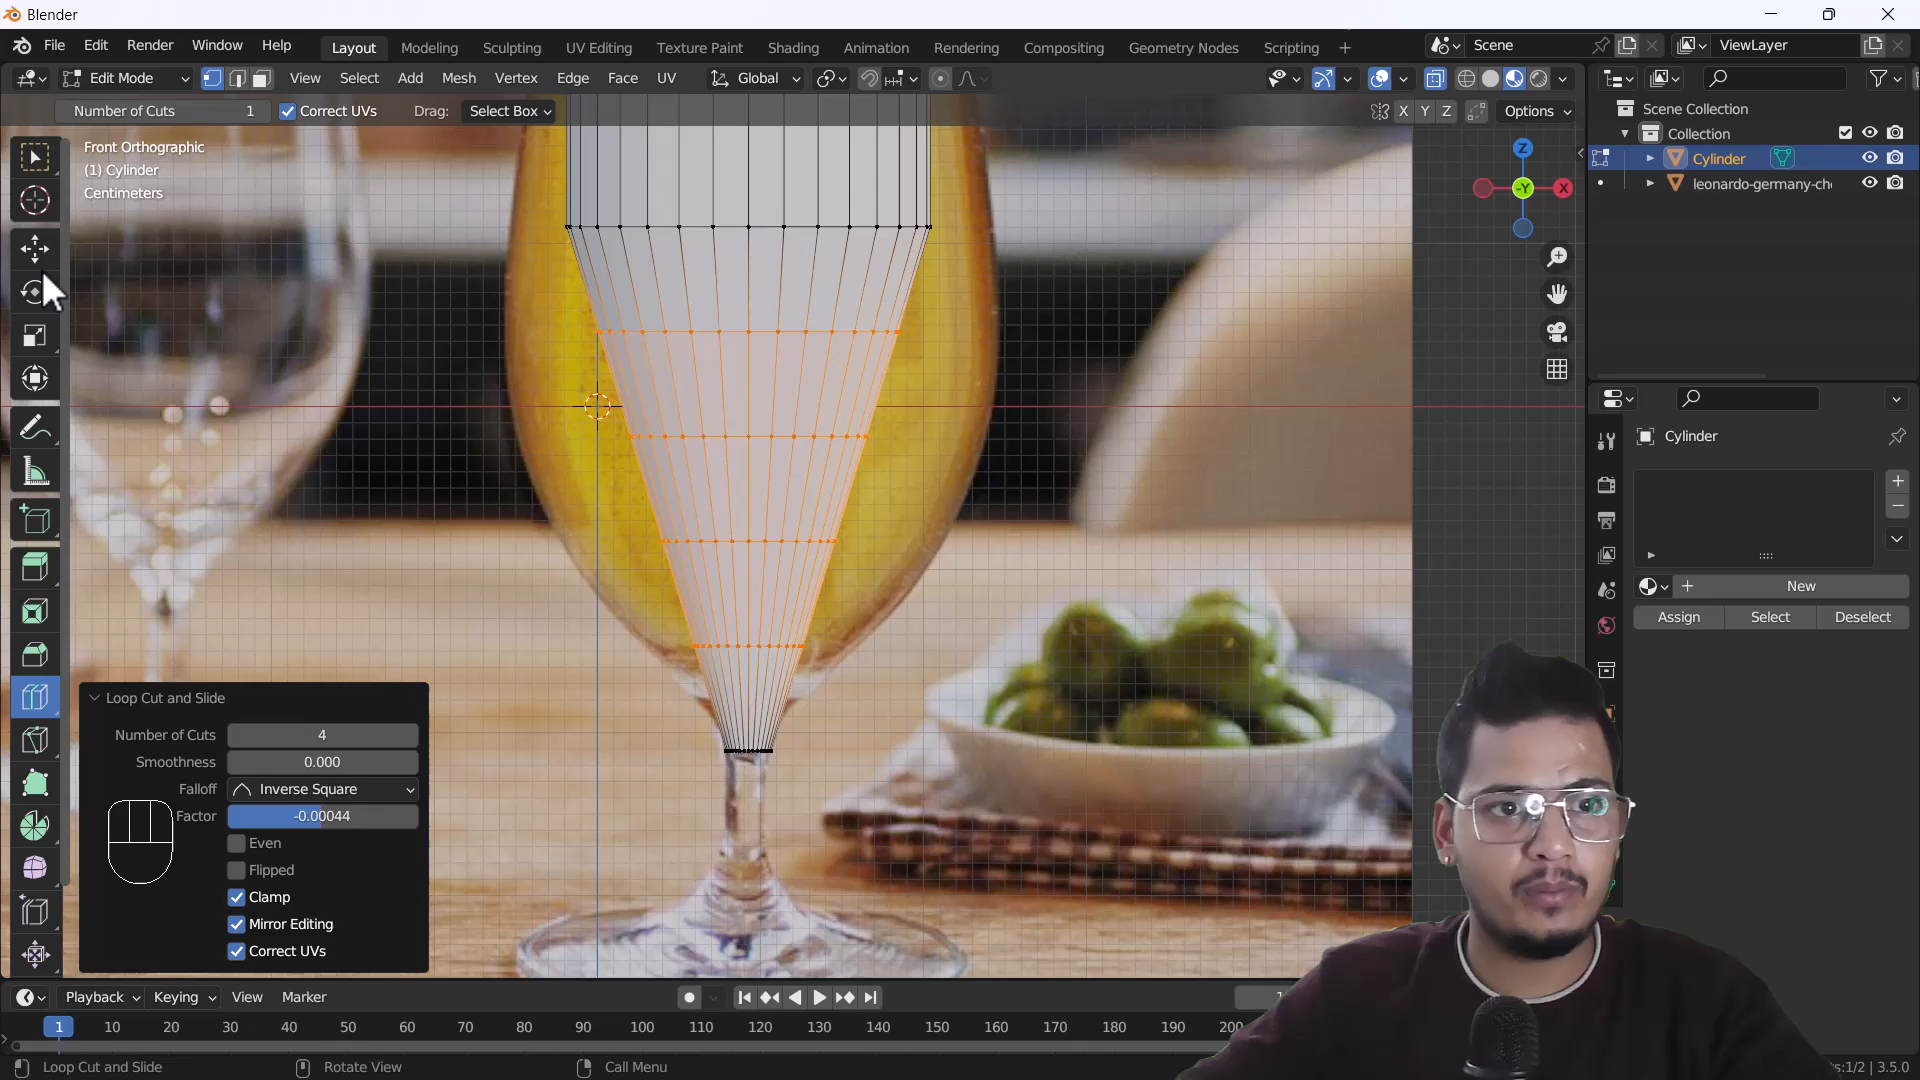 Blender
File Edit Render Window Help Layout Modeling Sculpting UV Editing Texture Paint Shading Animation Rendering Compositing Geometry Nodes Scripting + Scene ViewLayer
Edit Mode View Select Add Mesh Vertex Edge Face UV Global
Number of Cuts 1 Correct UVs Drag: Select Box X Y Z Options
Front Orthographic
(1) Cylinder
Centimeters
Z
-Y X
Scene Collection
Collection
Cylinder
leonardo-germany-ch
Cylinder
New
Assign Select Deselect
Loop Cut and Slide
Number of Cuts 4
Smoothness 0.000
Falloff Inverse Square
Factor -0.00044
Even
Flipped
Clamp
Mirror Editing
Correct UVs
Playback Keying View Marker
1 10 20 30 40 50 60 70 80 90 100 110 120 130 140 150 160 170 180 190 200
Loop Cut and Slide Rotate View Call Menu
s:1/2 | 3.5.0